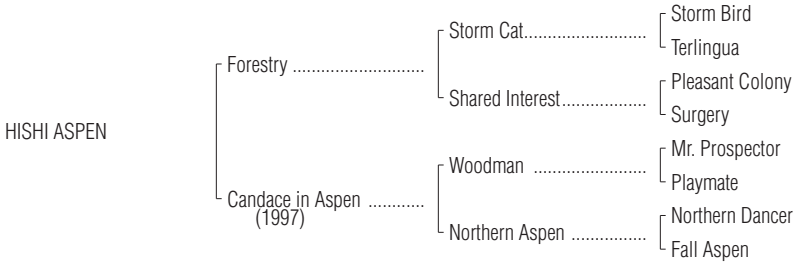 Storm Bird
Storm Cat..........................
Terlingua
Forestry ............................
Pleasant Colony
Shared Interest..................
Surgery
HISHI ASPEN
Mr. Prospector
Woodman ........................
Playmate
Candace in Aspen ............
(1997)
Northern Dancer
Northern Aspen ................
Fall Aspen